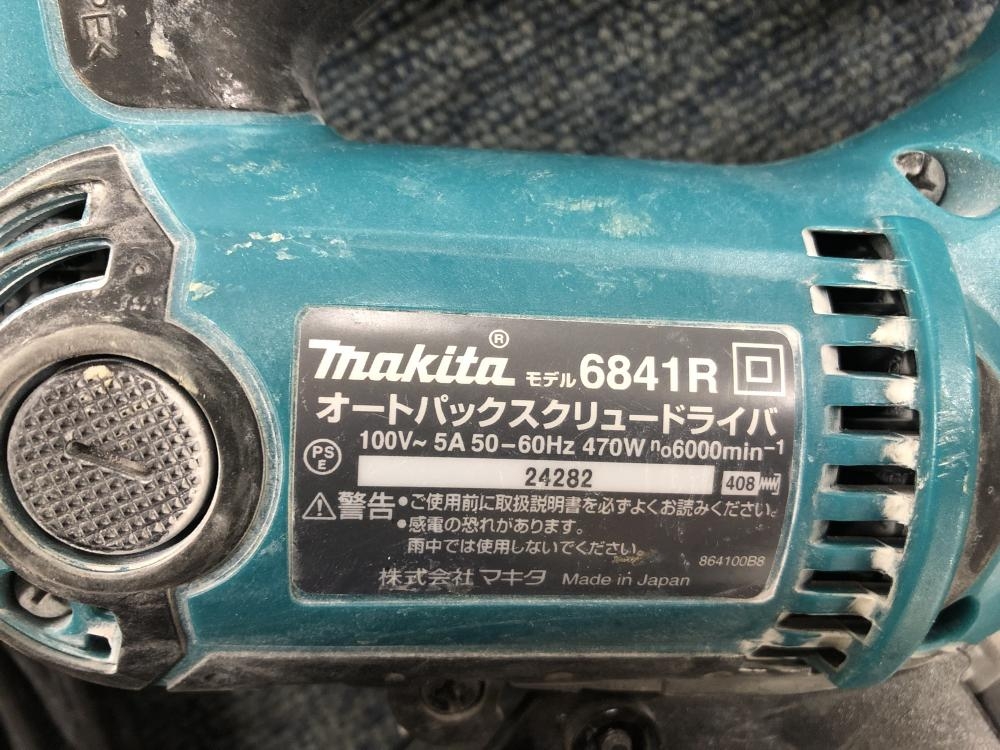 makita® モデル 6841R
オートパックスクリュードライバ
100V~ 5A 50-60Hz 470W n₀6000min⁻¹
PS
E
24282
408
警告 ●ご使用前に取扱説明書を必ずよくお読みください。
●感電の恐れがあります。
雨中では使用しないでください。
864100B8
株式会社 マキタ Made in Japan